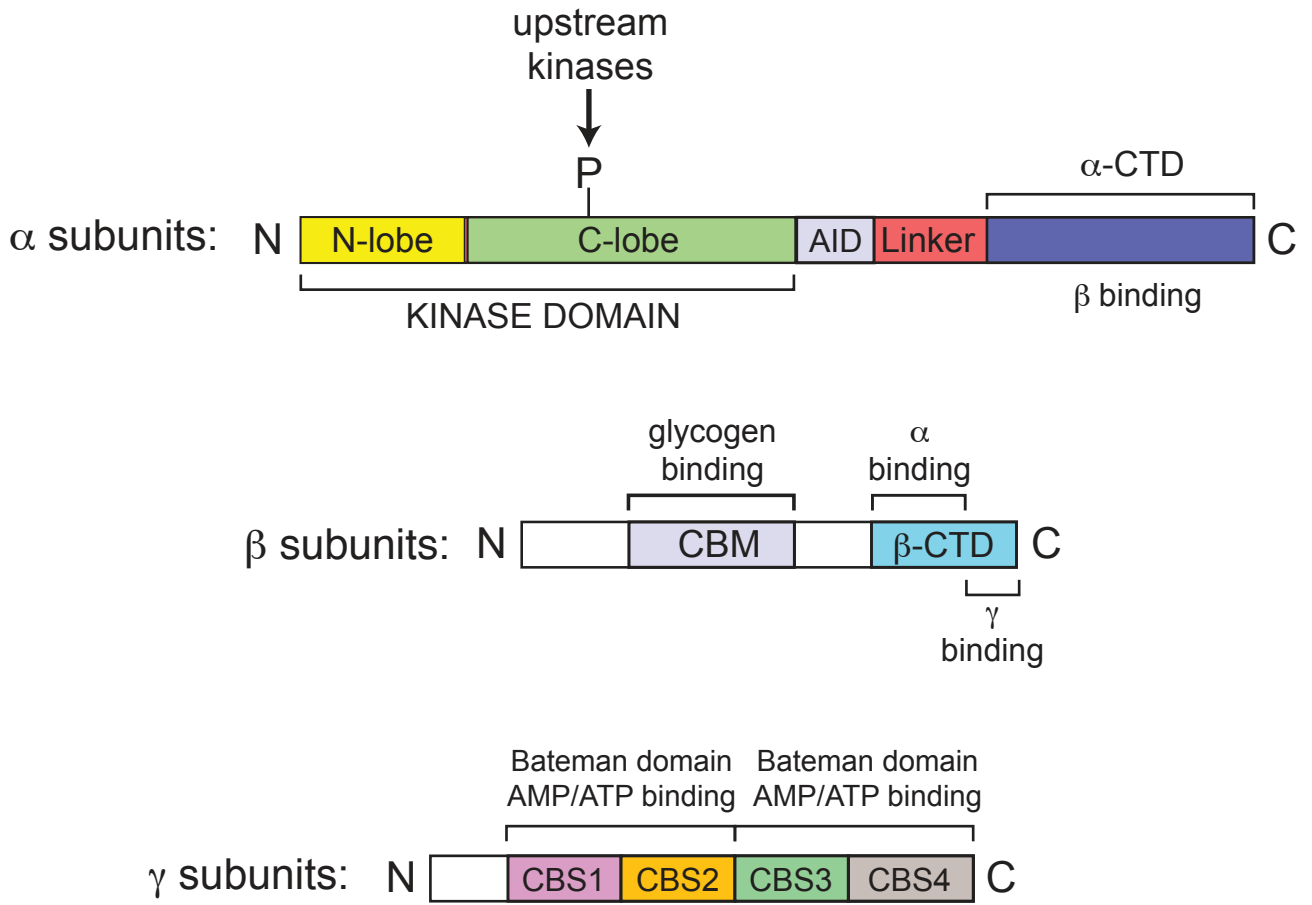 upstream
kinases
P
α-CTD
α subunits: N N-lobe C-lobe AID Linker C
KINASE DOMAIN
β binding
glycogen
binding
α
binding
β subunits: N CBM β-CTD C
γ
binding
Bateman domain
AMP/ATP binding
Bateman domain
AMP/ATP binding
γ subunits: N CBS1 CBS2 CBS3 CBS4 C